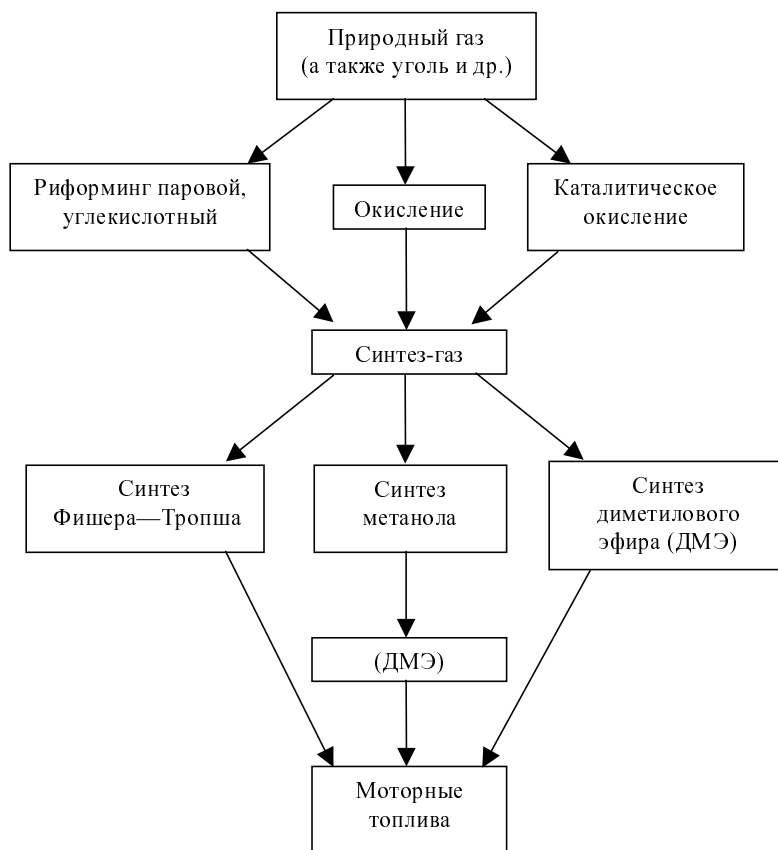 Природный газ
(а также уголь и др.)
Риформинг паровой,
углекислотный
Окисление
Каталитическое
окисление
Синтез-газ
Синтез
Фишера—Тропша
Синтез
метанола
Синтез
диметилового
эфира (ДМЭ)
(ДМЭ)
Моторные
топлива